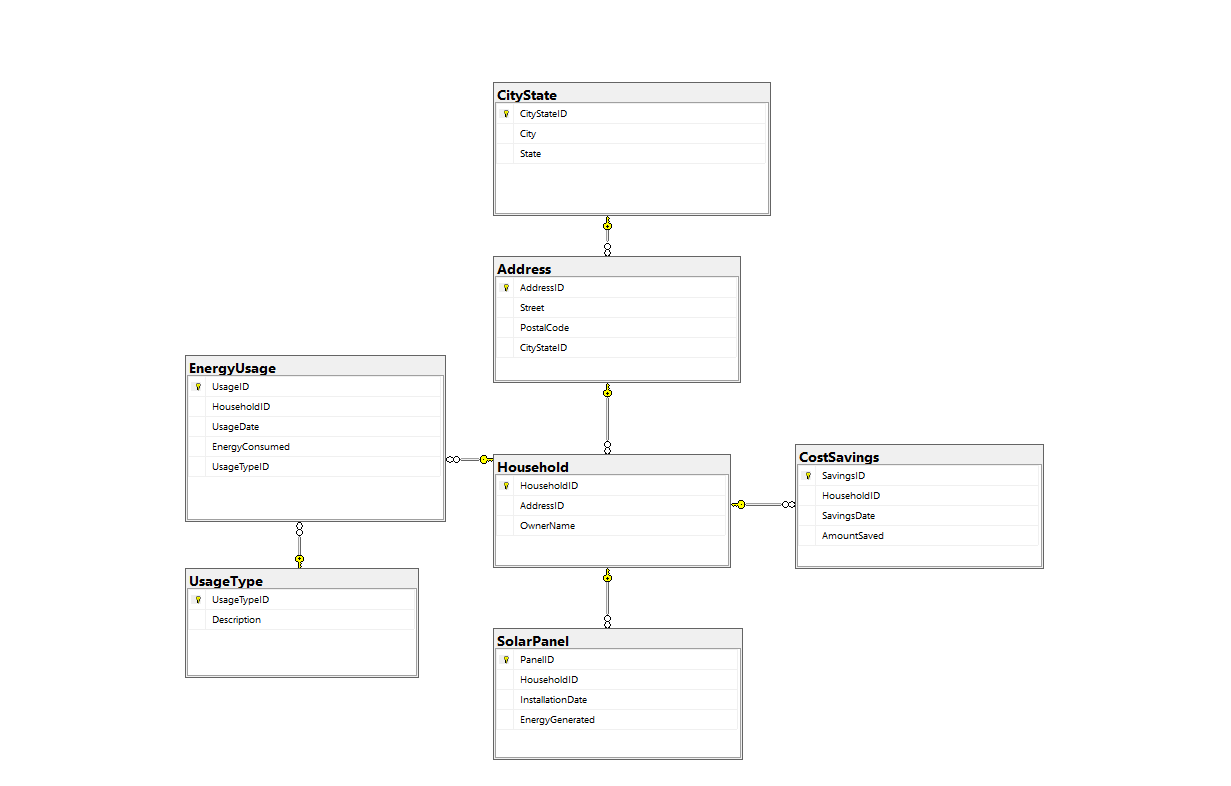 CityState
CityStateID
City
State
Address
AddressID
Street
PostalCode
CityStateID
EnergyUsage
UsageID
HouseholdID
UsageDate
EnergyConsumed
UsageTypeID
Household
HouseholdID
AddressID
OwnerName
CostSavings
SavingsID
HouseholdID
SavingsDate
AmountSaved
UsageType
UsageTypeID
Description
SolarPanel
PanelID
HouseholdID
InstallationDate
EnergyGenerated